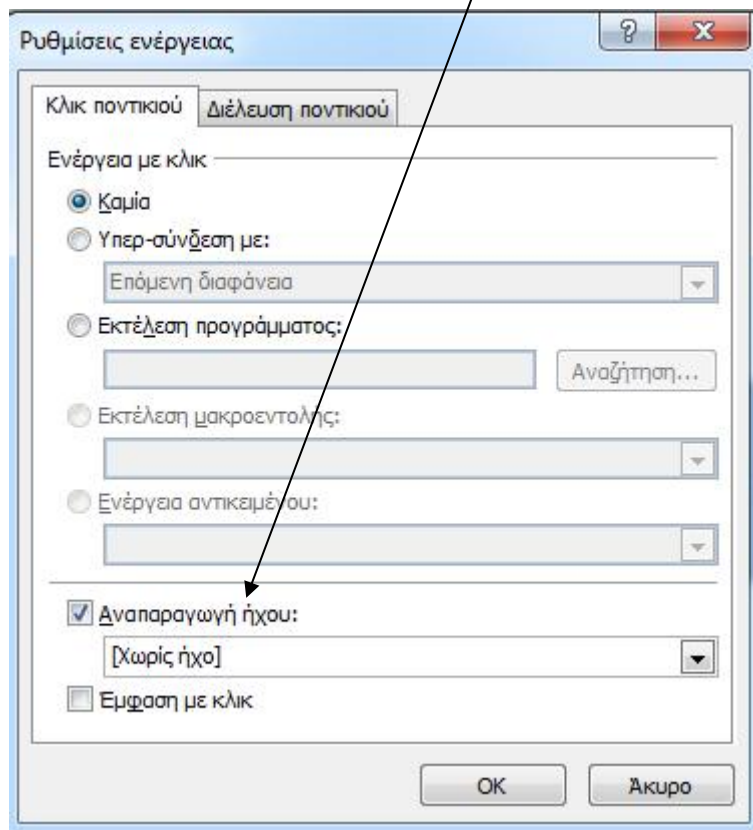 Ρυθμίσεις ενέργειας
Κλικ ποντικιού Διέλευση ποντικιού
Ενέργεια με κλικ
Καμία
Υπερ-σύνδεση με:
Επόμενη διαφάνεια
Εκτέλεση προγράμματος:
Αναζήτηση...
Εκτέλεση μακροεντολής:
Ενέργεια αντικειμένου:
Αναπαραγωγή ήχου:
[Χωρίς ήχο]
Έμφαση με κλικ
OK Άκυρο